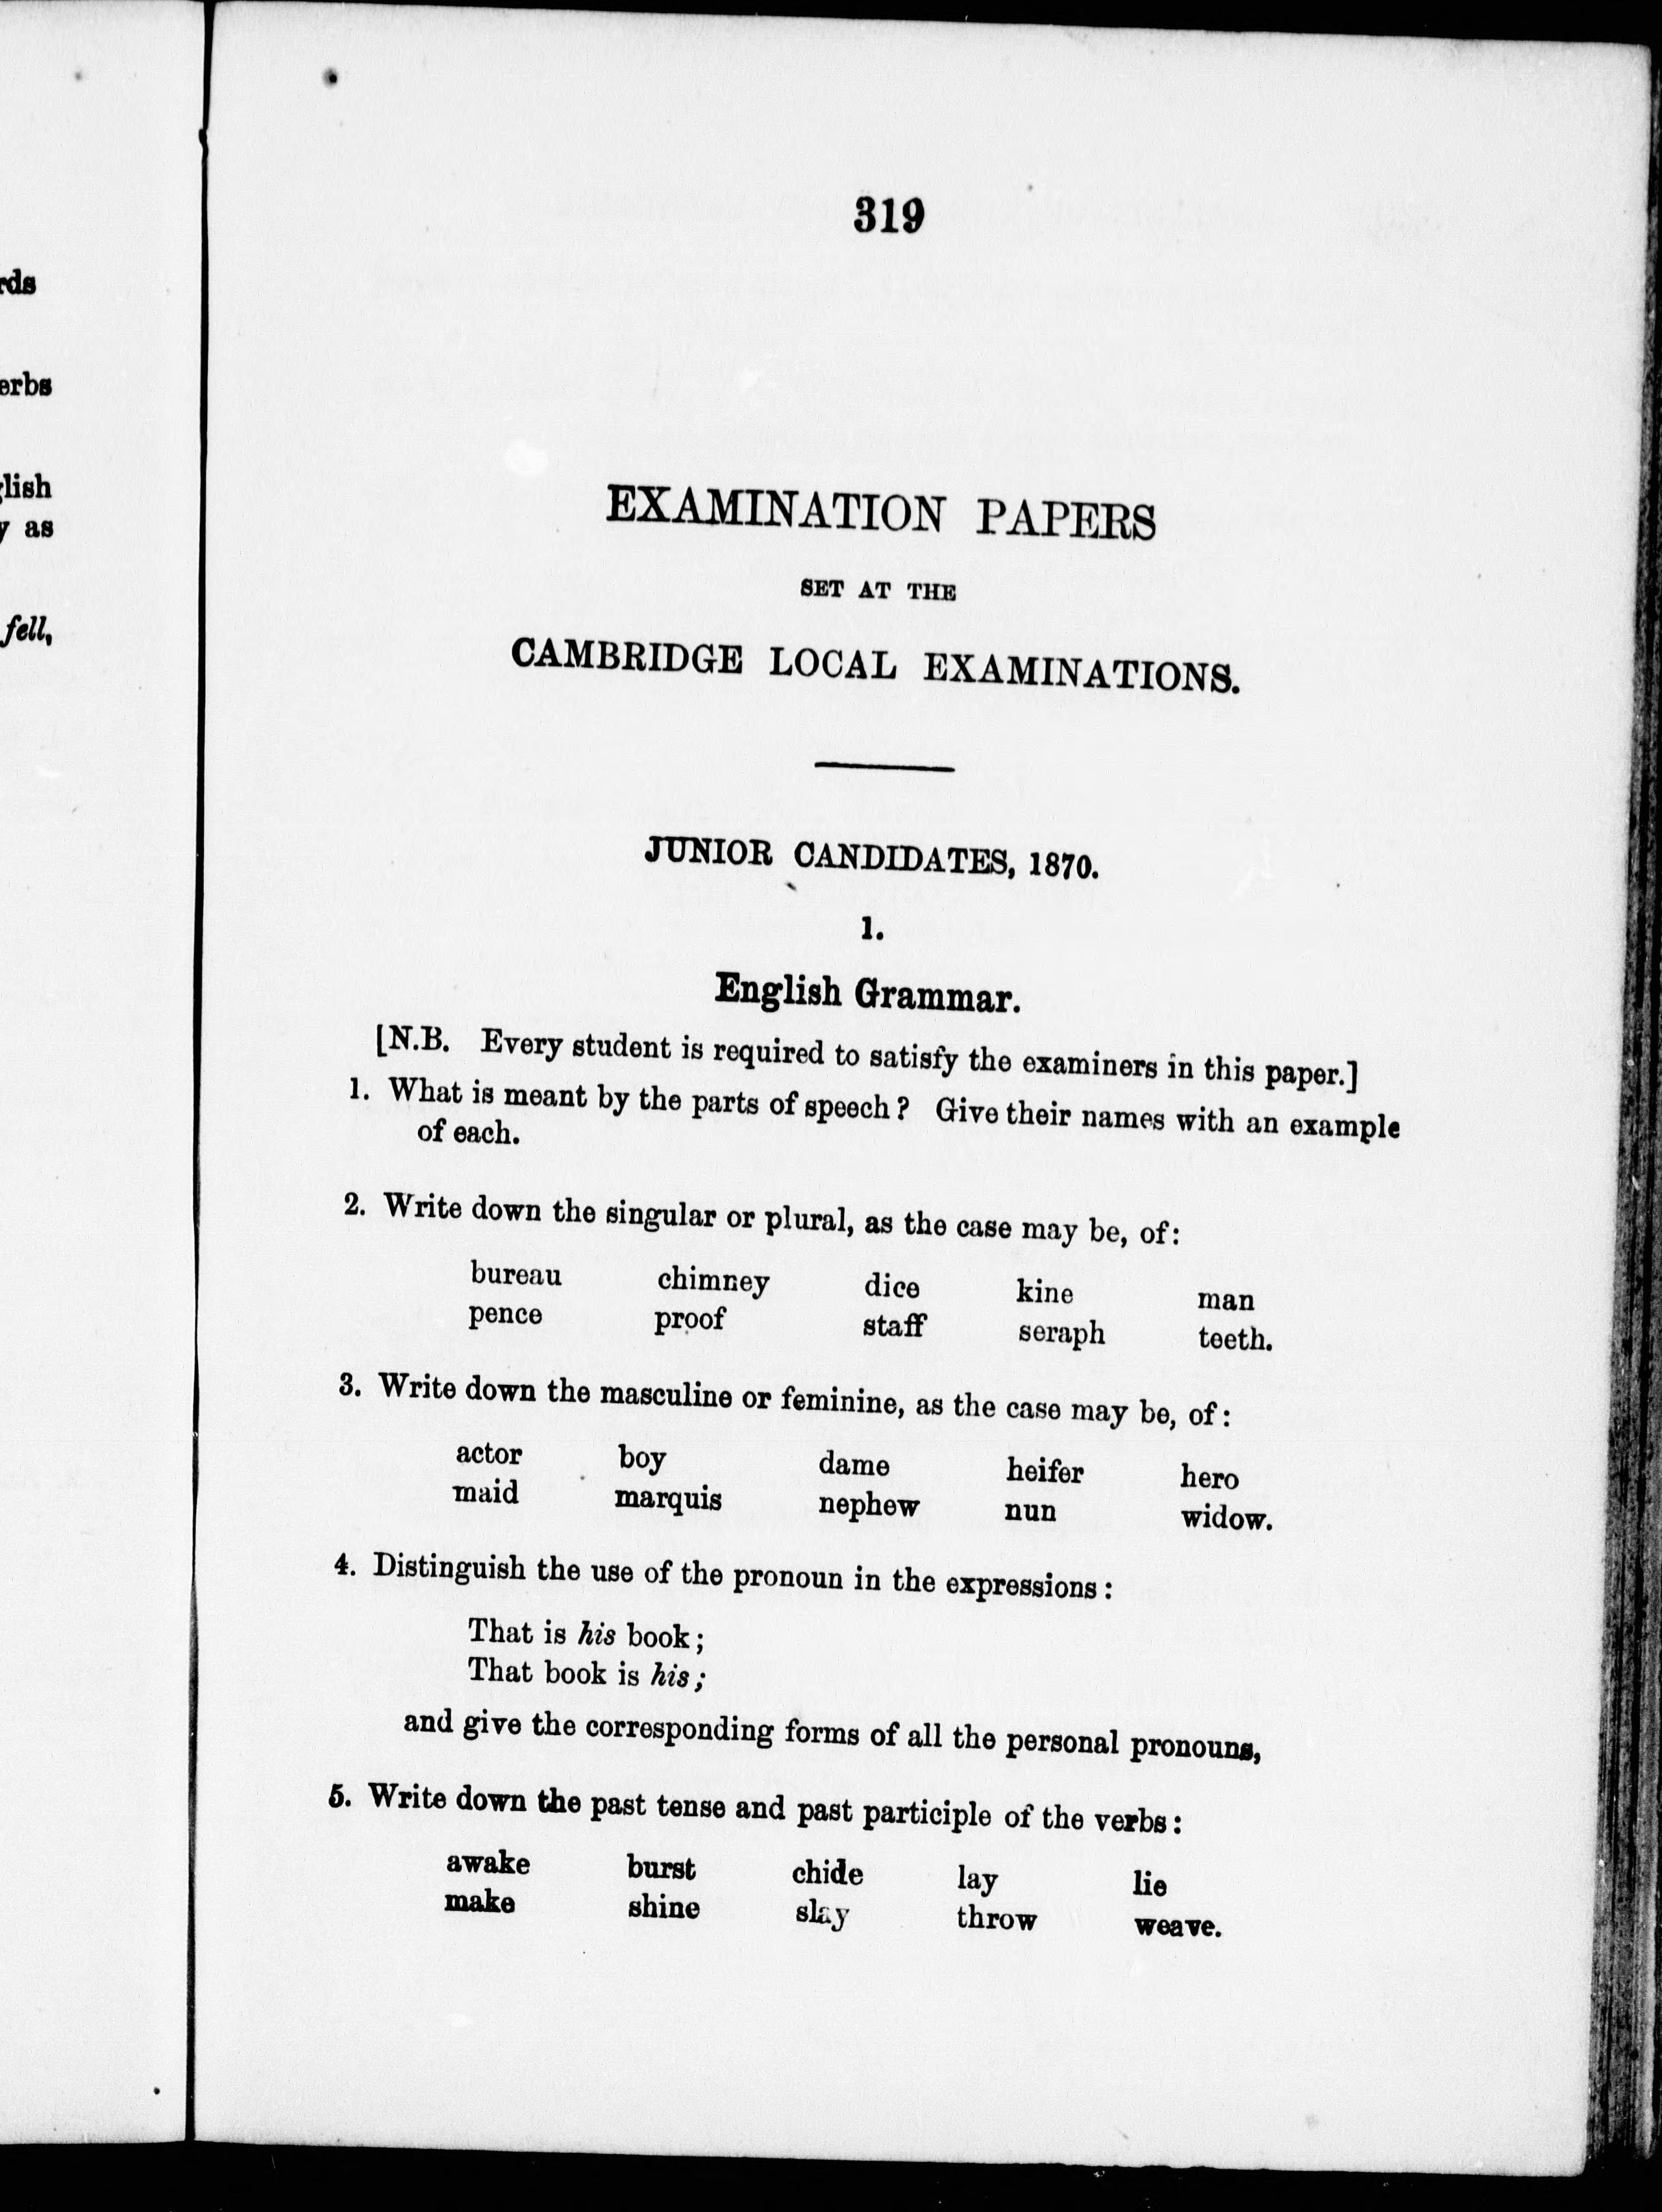 rds
erbs
glish
y as
fell,
319
EXAMINATION PAPERS
SET AT THE
CAMBRIDGE LOCAL EXAMINATIONS.
JUNIOR CANDIDATES, 1870.
1.
English Grammar.
[N.B. Every student is required to satisfy the examiners in this paper.]
1. What is meant by the parts of speech? Give their names with an example
of each.
2. Write down the singular or plural, as the case may be, of:
bureau chimney dice kine man
pence proof staff seraph teeth.
3. Write down the masculine or feminine, as the case may be, of:
actor boy dame heifer hero
maid marquis nephew nun widow.
4. Distinguish the use of the pronoun in the expressions:
That is his book;
That book is his;
and give the corresponding forms of all the personal pronouns,
5. Write down the past tense and past participle of the verbs:
awake burst chide lay lie
make shine slay throw weave.